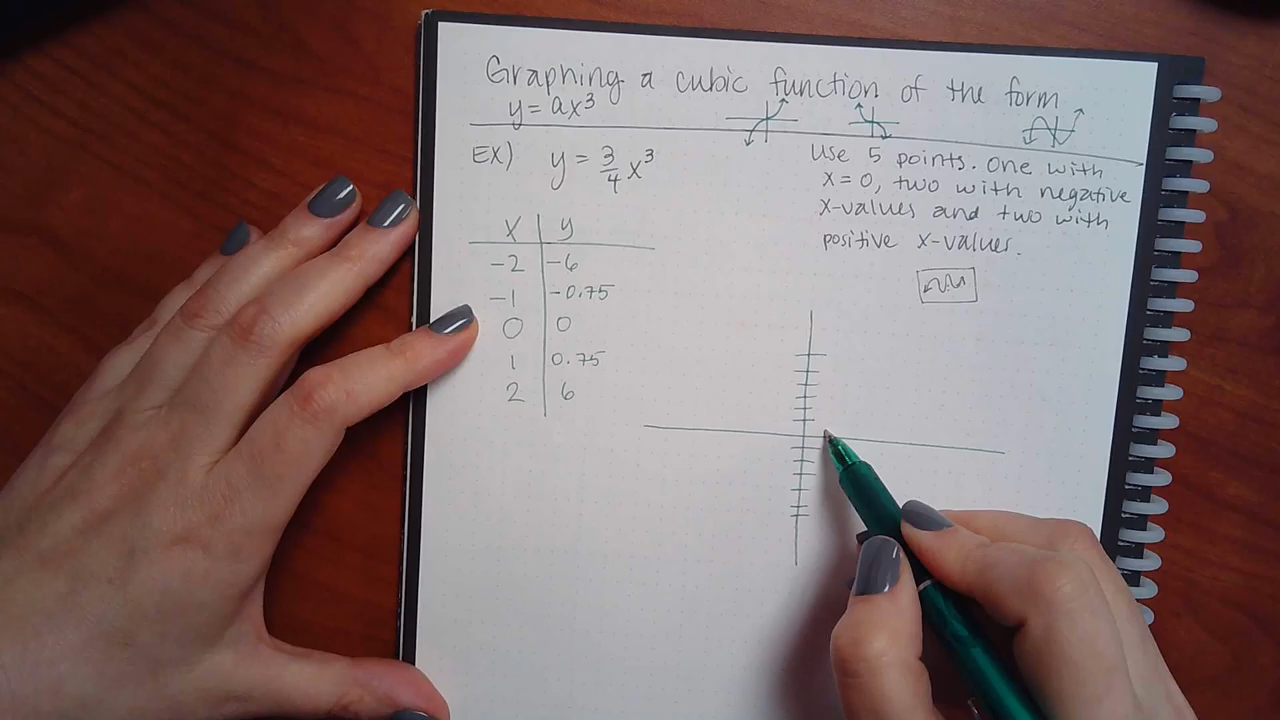 Graphing a cubic function of the form
y = ax³
EX) y = 3/4 x³
Use 5 points. One with
x = 0, two with negative
x-values and two with
positive x-values.
x | y
-2 | -6
-1 | -0.75
0 | 0
1 | 0.75
2 | 6